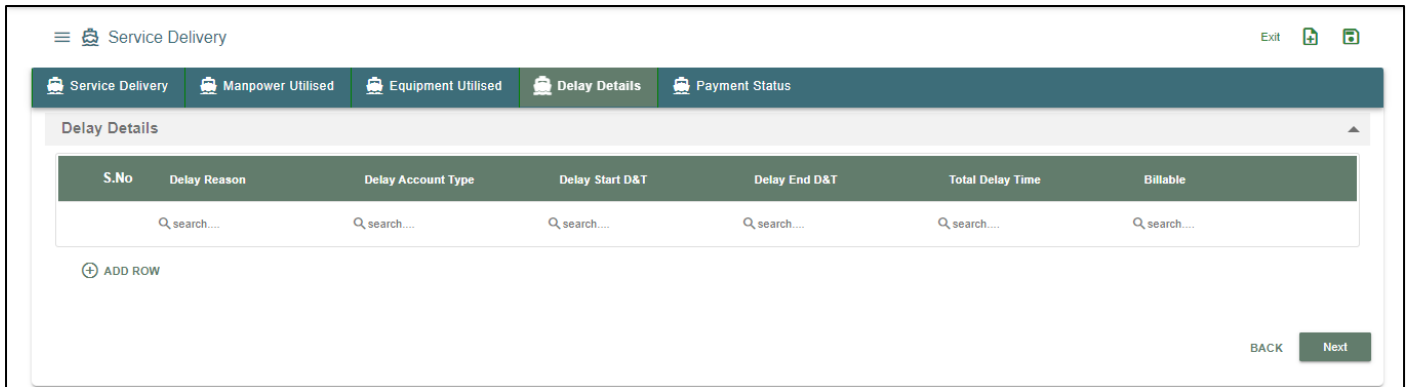 Service Delivery Exit
Service Delivery Manpower Utilised Equipment Utilised Delay Details Payment Status
Delay Details
S.No Delay Reason Delay Account Type Delay Start D&T Delay End D&T Total Delay Time Billable
search.... search.... search.... search.... search.... search....
ADD ROW
BACK Next